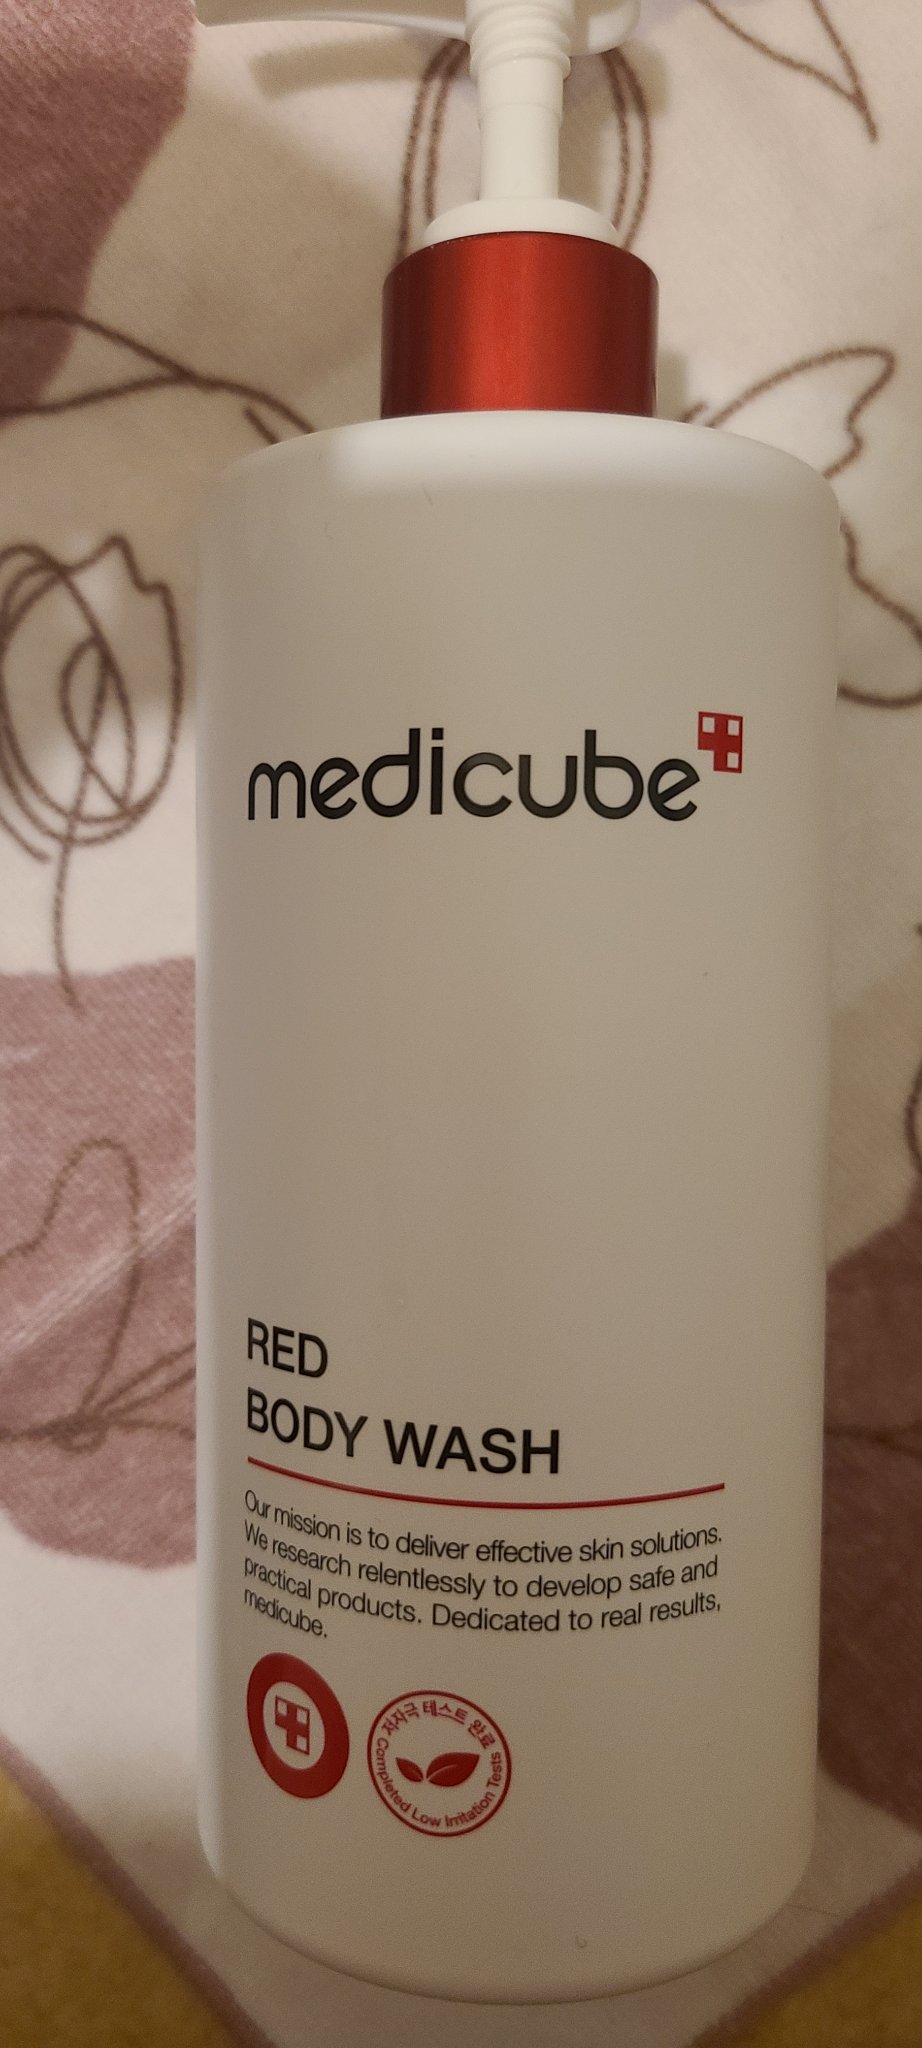 medicube
RED
BODY WASH
Our mission is to deliver effective skin solutions.
We research relentlessly to develop safe and
practical products. Dedicated to real results,
medicube.
저자극 테스트 완료
Completed Low Irritation Tests